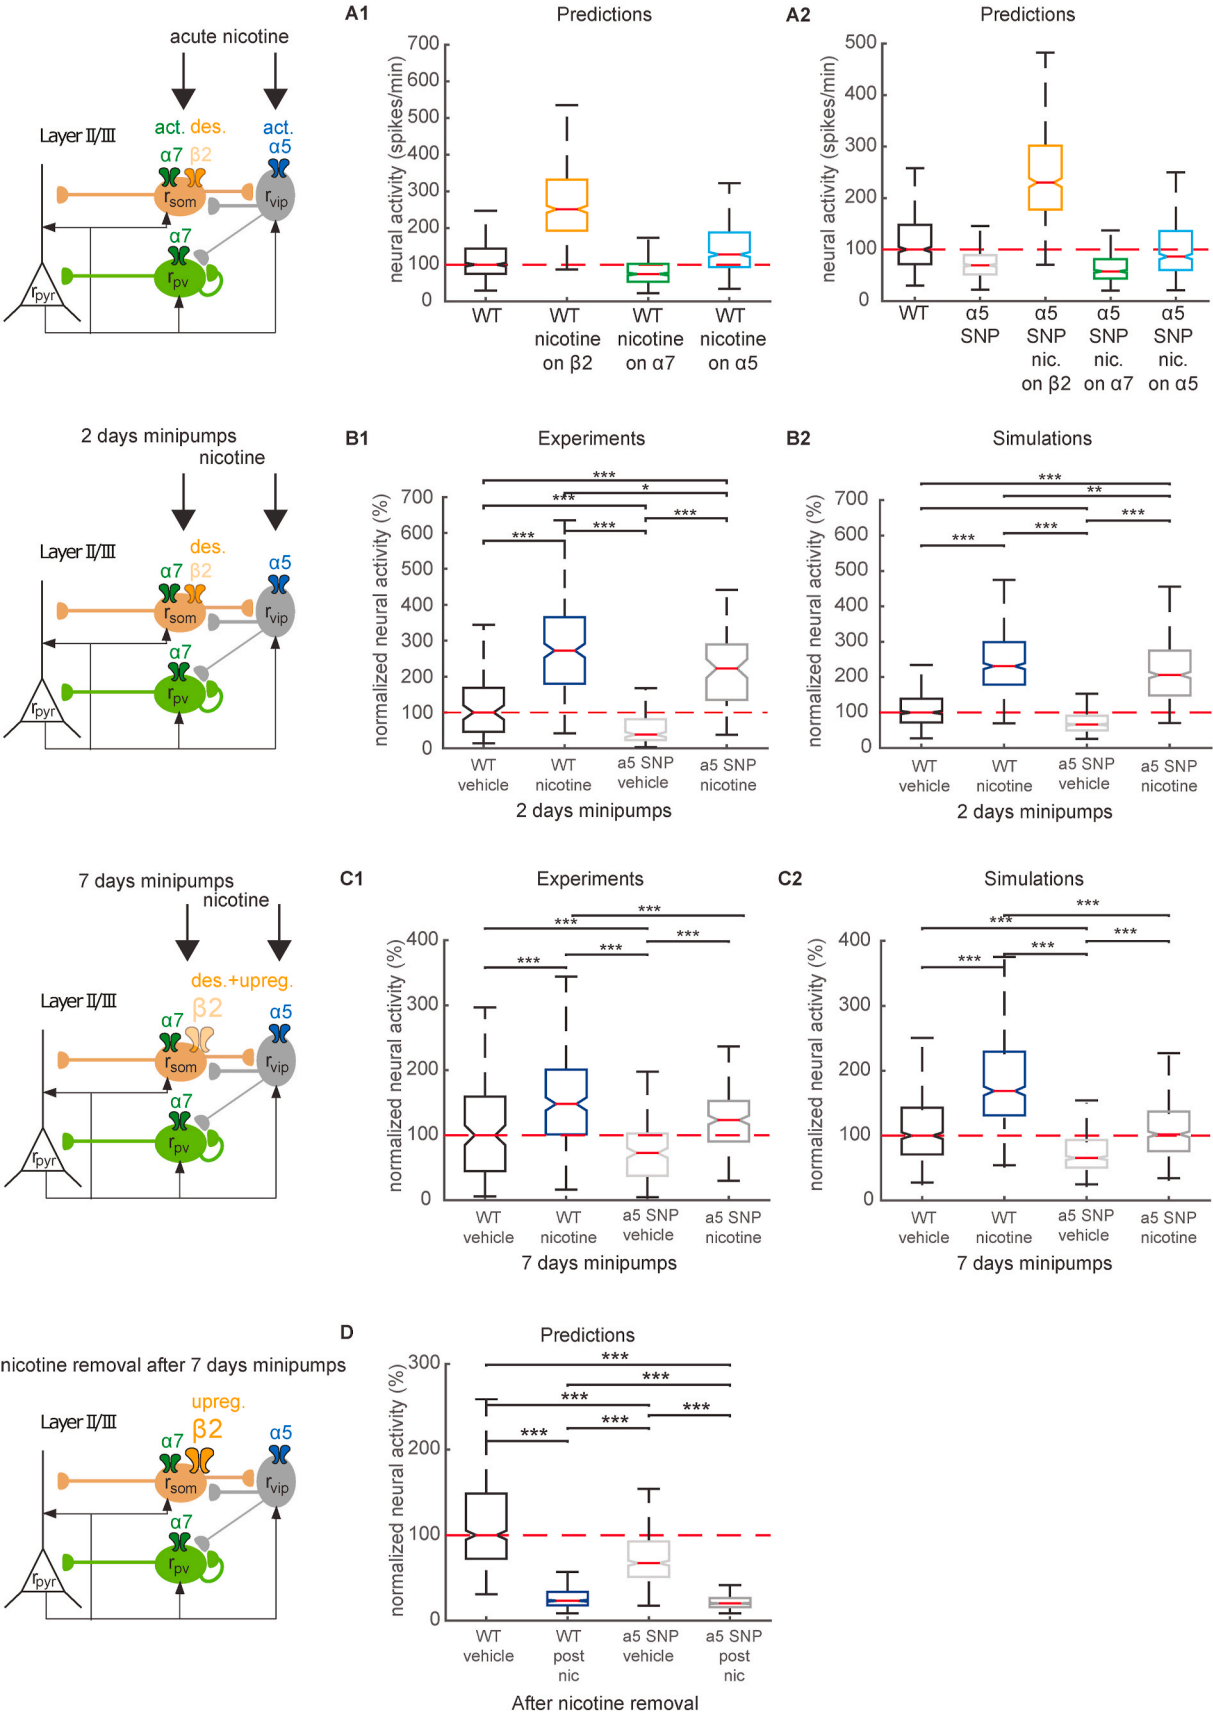 acute nicotine
Layer II/III
act. des.
α7 β2
act.
α5
rsom
rvip
α7
rpv
rpyr
A1
Predictions
neural activity (spikes/min)
700
600
500
400
300
200
100
0
WT
WT
nicotine
on β2
WT
nicotine
on α7
WT
nicotine
on α5
A2
Predictions
neural activity (spikes/min)
500
400
300
200
100
0
WT
α5
SNP
α5
SNP
nic.
on β2
α5
SNP
nic.
on α7
α5
SNP
nic.
on α5
2 days minipumps
nicotine
Layer II/III
des.
α7 β2
α5
rsom
rvip
α7
rpv
rpyr
B1
Experiments
normalized neural activity (%)
700
600
500
400
300
200
100
0
***
*
***
***
***
***
WT
vehicle
WT
nicotine
a5 SNP
vehicle
a5 SNP
nicotine
2 days minipumps
B2
Simulations
normalized neural activity (%)
700
600
500
400
300
200
100
0
***
**
***
***
***
WT
vehicle
WT
nicotine
a5 SNP
vehicle
a5 SNP
nicotine
2 days minipumps
7 days minipumps
nicotine
Layer II/III
des.+upreg.
α7 β2
α5
rsom
rvip
α7
rpv
rpyr
C1
Experiments
normalized neural activity (%)
400
300
200
100
0
***
***
***
***
***
WT
vehicle
WT
nicotine
a5 SNP
vehicle
a5 SNP
nicotine
7 days minipumps
C2
Simulations
normalized neural activity (%)
400
300
200
100
0
***
***
***
***
***
WT
vehicle
WT
nicotine
a5 SNP
vehicle
a5 SNP
nicotine
7 days minipumps
nicotine removal after 7 days minipumps
Layer II/III
upreg.
α7 β2
α5
rsom
rvip
α7
rpv
rpyr
D
Predictions
normalized neural activity (%)
300
200
100
0
***
***
***
***
***
***
WT
vehicle
WT
post
nic
a5 SNP
vehicle
a5 SNP
post
nic
After nicotine removal